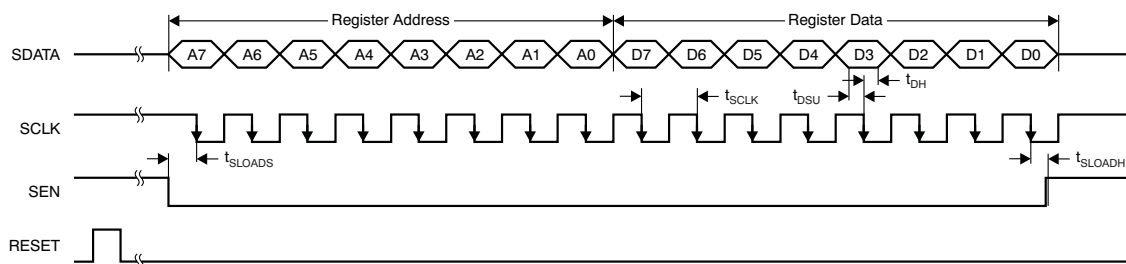 Register Address Register Data
SDATA A7 A6 A5 A4 A3 A2 A1 A0 D7 D6 D5 D4 D3 D2 D1 D0
tDH
tSCLK tDSU
SCLK
tSLOADS tSLOADH
SEN
RESET